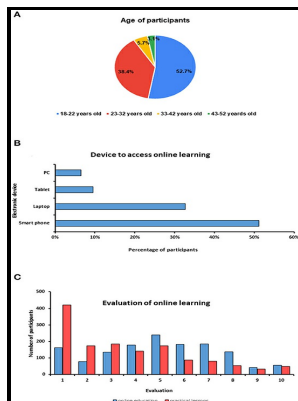 A
Age of participants
5.7%
38.4%
52.7%
18-22 years old 23-32 years old 33-42 years old 43-52 years old
B
Device to access online learning
Electronic device
PC
Tablet
Laptop
Smart phone
0% 10% 20% 30% 40% 50% 60%
Percentage of participants
C
Evaluation of online learning
Number of participants
500
400
300
200
100
0
1 2 3 4 5 6 7 8 9 10
Evaluation